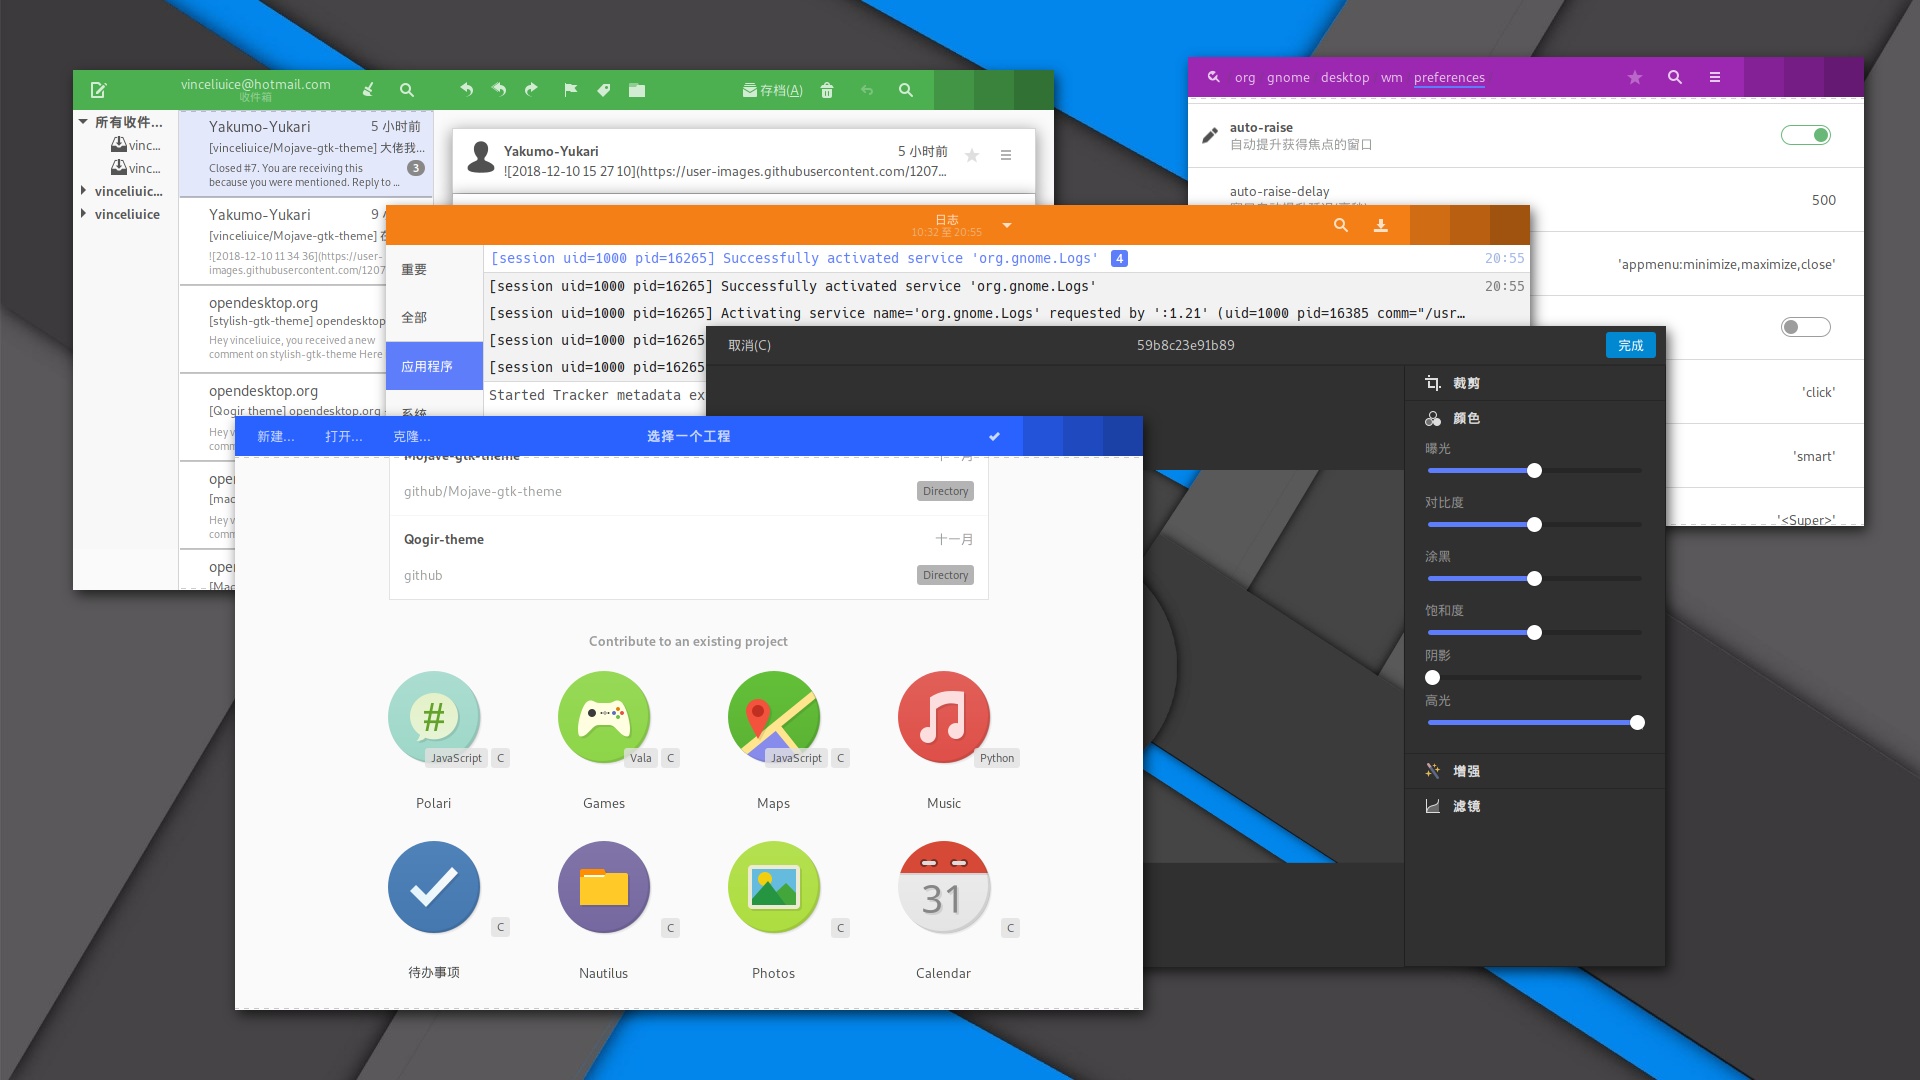 vinceliuice@hotmail.com
收件箱
存档(A)
所有收件...
vinc...
vinc...
vinceliuic...
vinceliuice
Yakumo-Yukari 5 小时前
[vinceliuice/Mojave-gtk-theme] 大佬我...
Closed #7. You are receiving this 3
because you were mentioned. Reply to ...
Yakumo-Yukari 9
[vinceliuice/Mojave-gtk-theme]
![2018-12-10 11 34 36](https://user-
images.githubusercontent.com/1207
opendesktop.org
[stylish-gtk-theme] opendesktop
Hey vinceliuice, you received a new
comment on stylish-gtk-theme Here
opendesktop.org
[Qogir theme] opendesktop.org
Hey v
comm
open
[mac
Hey v
comm
open
[Mac
Yakumo-Yukari 5 小时前
![2018-12-10 15 27 10](https://user-images.githubusercontent.com/1207...
org gnome desktop wm preferences
auto-raise
自动提升获得焦点的窗口
auto-raise-delay
500
'appmenu:minimize,maximize,close'
'click'
'smart'
'<Super>'
日志
10:32 至 20:55
重要
全部
应用程序
系统
[session uid=1000 pid=16265] Successfully activated service 'org.gnome.Logs' 4 20:55
[session uid=1000 pid=16265] Successfully activated service 'org.gnome.Logs' 20:55
[session uid=1000 pid=16265] Activating service name='org.gnome.Logs' requested by ':1.21' (uid=1000 pid=16385 comm="/usr…
[session uid=1000 pid=16265]
[session uid=1000 pid=16265]
Started Tracker metadata ex
取消(C) 59b8c23e91b89 完成
裁剪
颜色
曝光
对比度
涂黑
饱和度
阴影
高光
增强
滤镜
新建... 打开... 克隆... 选择一个工程
Mojave-gtk-theme 十一月
github/Mojave-gtk-theme Directory
Qogir-theme 十一月
github Directory
Contribute to an existing project
#
JavaScript C Vala C JavaScript C Python
Polari Games Maps Music
31
C C C C
待办事项 Nautilus Photos Calendar